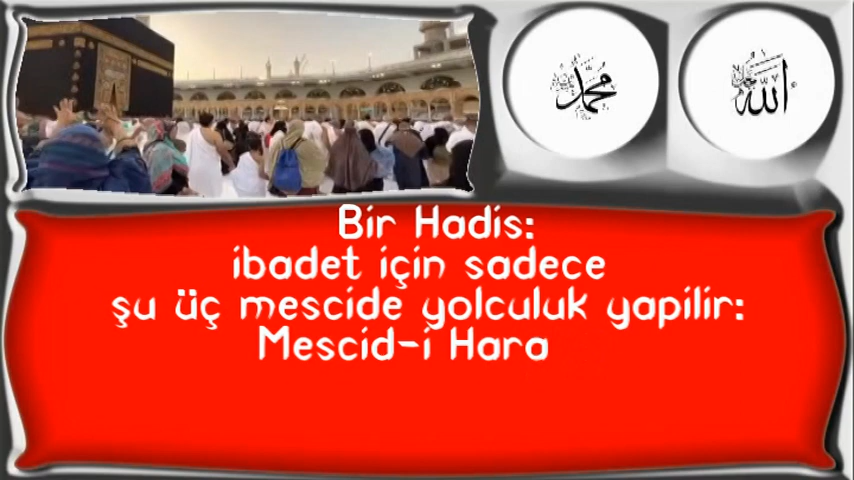 محمد
الله
Bir Hadis:
ibadet için sadece
şu üç mescide yolculuk yapilir:
Mescid-i Hara